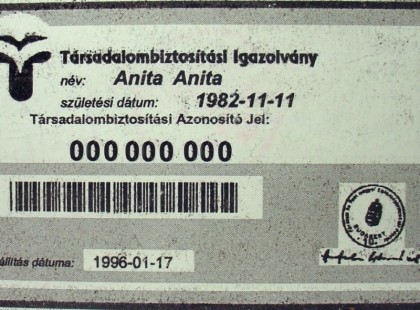 Társadalombiztosítási Igazolvány
név: Anita Anita
születési dátum: 1982-11-11
Társadalombiztosítási Azonosító Jel:
000 000 000
BUDAPEST
állítás dátuma: 1996-01-17